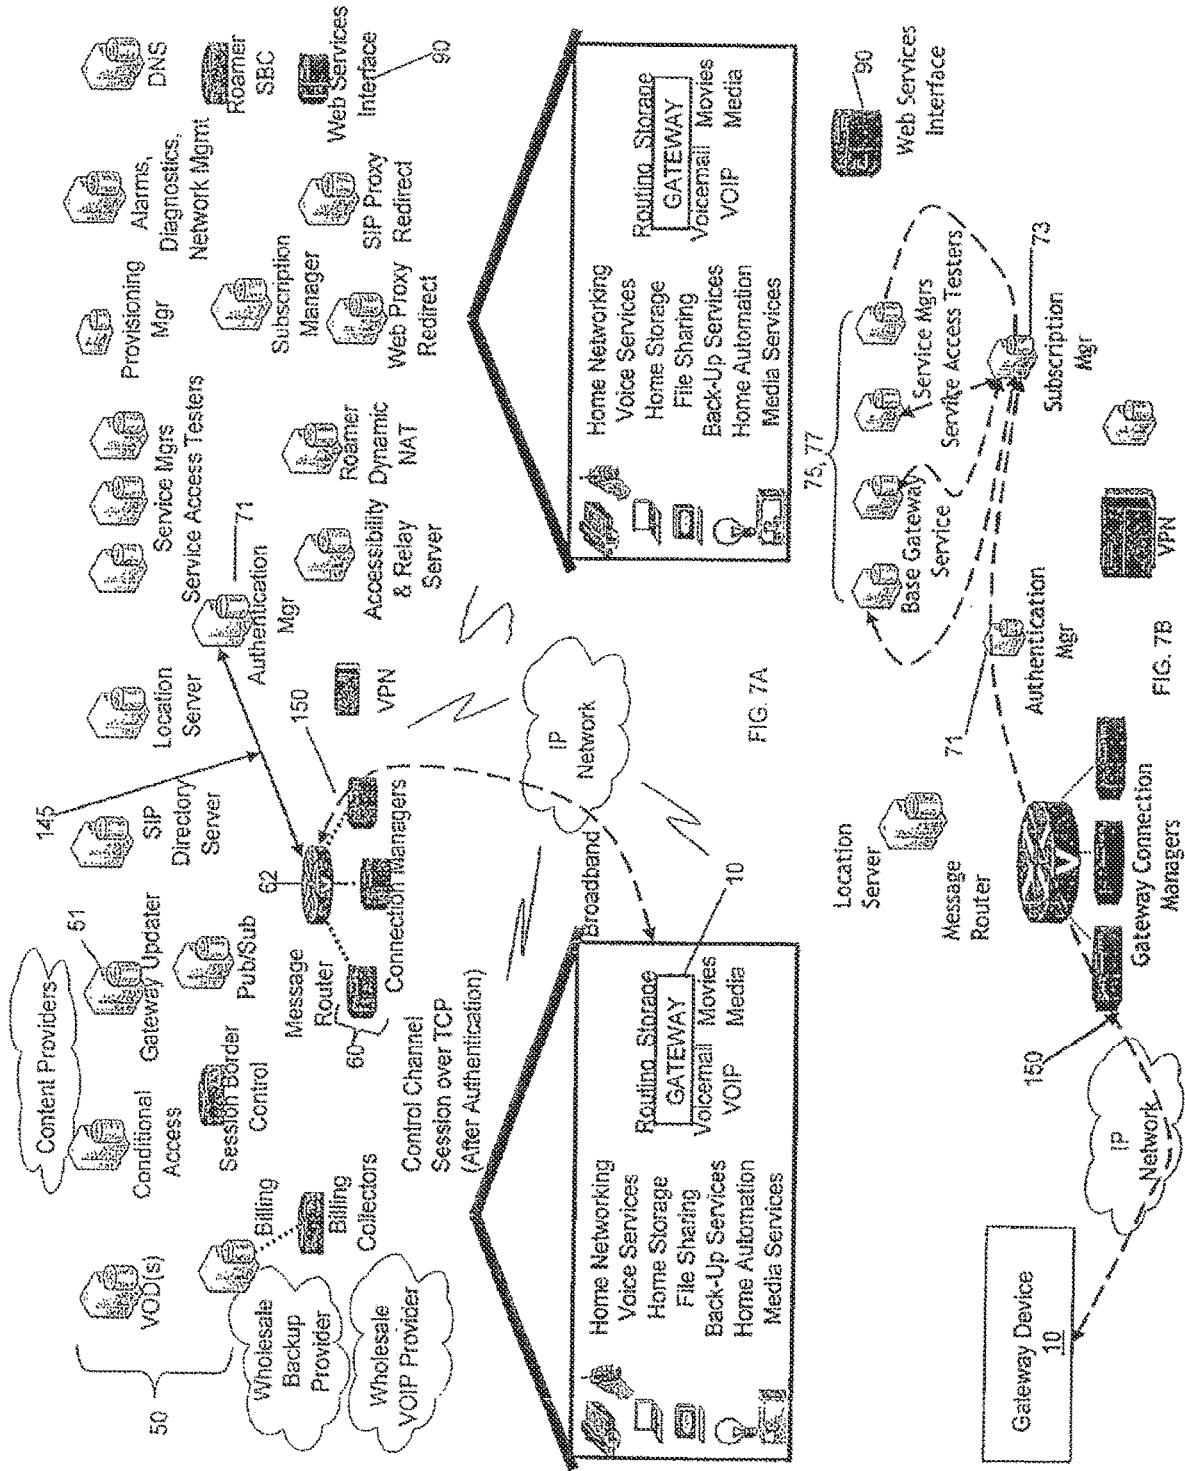 Content Providers
50
VOD(s)
Conditional
Access
51
Gateway Updater
145
SIP
Directory
Server
Location
Server
Service Mgrs
Service Access Testers
Provisioning
Mgr
Alarms,
Diagnostics,
Network Mgmt
DNS
Wholesale
Backup
Provider
Billing
Billing
Collectors
Session Border
Control
Pub/Sub
62
Authentication
Mgr
71
Subscription
Manager
Roamer
SBC
Wholesale
VOIP Provider
Message
Router
60
Connection Managers
150
VPN
Accessibility
& Relay
Server
Roamer
Dynamic
NAT
Web Proxy
Redirect
SIP Proxy
Redirect
Web Services
Interface
90
Control Channel
Session over TCP
(After Authentication)
IP
Network
Broadband
10
Home Networking
Voice Services
Home Storage
File Sharing
Back-Up Services
Home Automation
Media Services
Routing Storage
GATEWAY
Voicemail Movies
VOIP Media
Home Networking
Voice Services
Home Storage
File Sharing
Back-Up Services
Home Automation
Media Services
Routing Storage
GATEWAY
Voicemail Movies
VOIP Media
FIG. 7A
75, 77
90
Web Services
Interface
Location
Server
Base Gateway
Service
Service Mgrs
Service Access Testers
Message
Router
71
Authentication
Mgr
73
Subscription
Mgr
Gateway Device
10
IP
Network
150
Gateway Connection
Managers
VPN
FIG. 7B